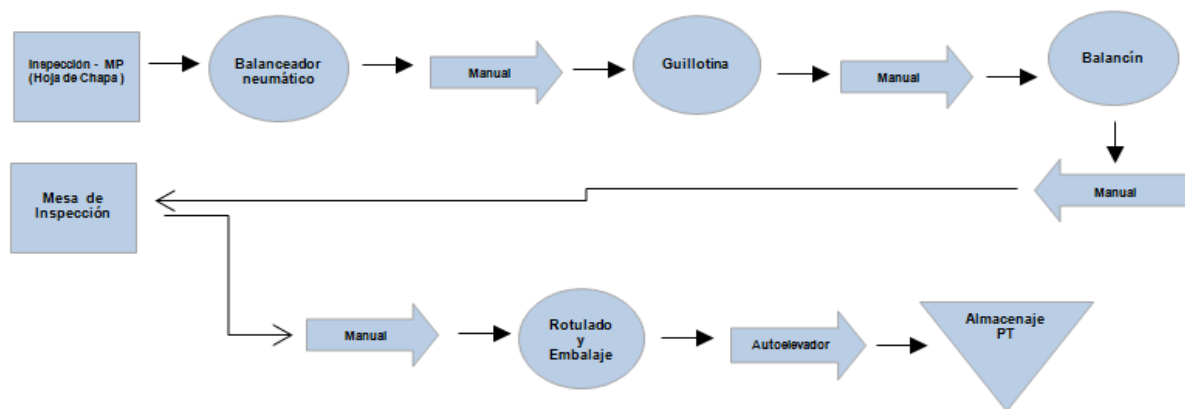 Inspección - MP
(Hoja de Chapa)
Balanceador
neumático
Manual
Guillotina
Manual
Balancín
Manual
Mesa de
Inspección
Manual
Rotulado
y
Embalaje
Autoelevador
Almacenaje
PT